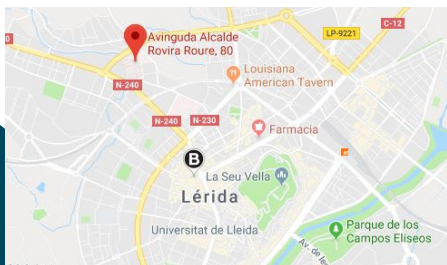 C-12
LP-9221
Avinguda Alcalde
Rovira Roure, 80
N-240
Louisiana
American Tavern
N-240
N-230
Farmacia
B
La Seu Vella
Lérida
Universitat de Lleida
Parque de los
Campos Elíseos